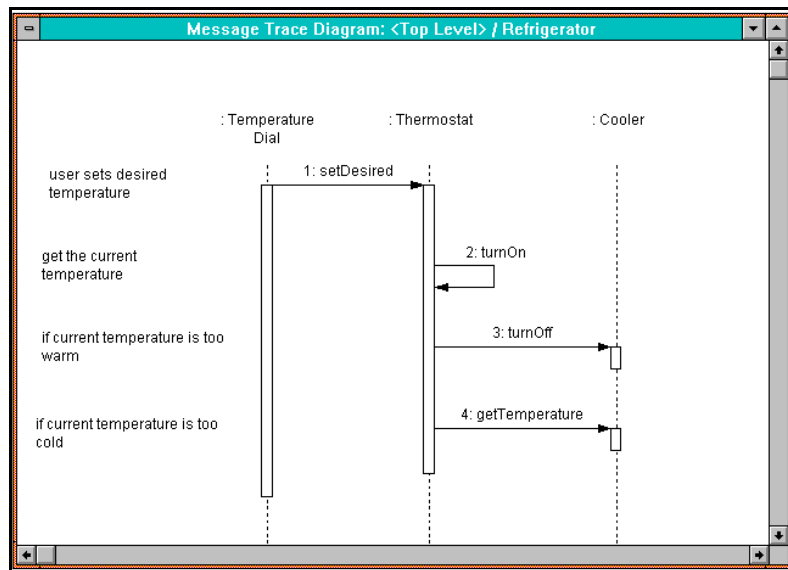 Message Trace Diagram: <Top Level> / Refrigerator
: Temperature
Dial
: Thermostat
: Cooler
user sets desired
temperature
1: setDesired
get the current
temperature
2: turnOn
if current temperature is too
warm
3: turnOff
if current temperature is too
cold
4: getTemperature